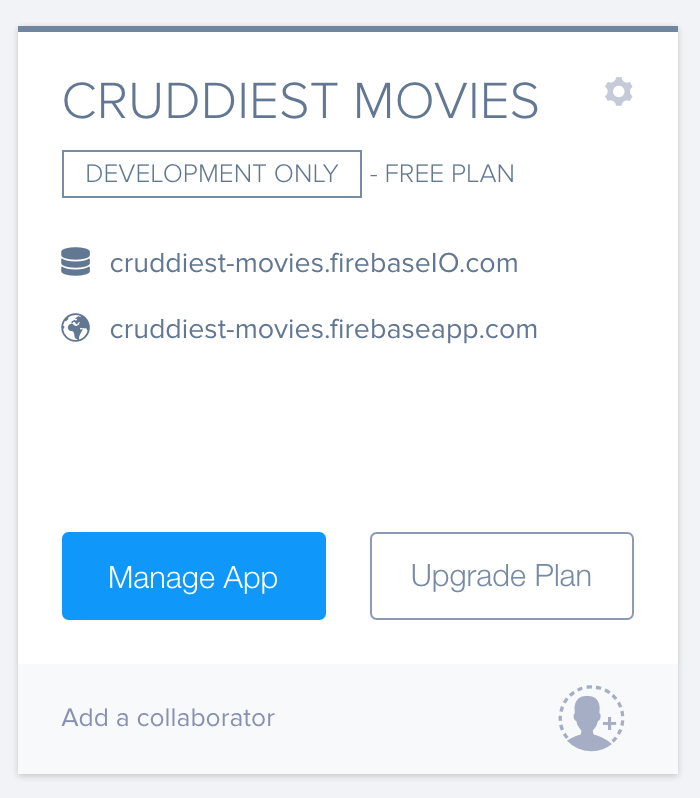 CRUDDIEST MOVIES
DEVELOPMENT ONLY - FREE PLAN
cruddiest-movies.firebaseIO.com
cruddiest-movies.firebaseapp.com
Manage App Upgrade Plan
Add a collaborator